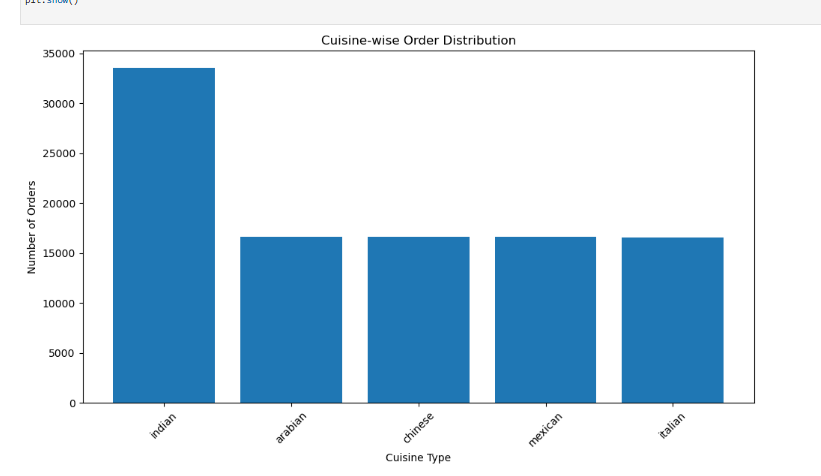 plt.show()
Cuisine-wise Order Distribution
35000
30000
25000
20000
15000
10000
5000
0
Number of Orders
indian
arabian
chinese
mexican
italian
Cuisine Type